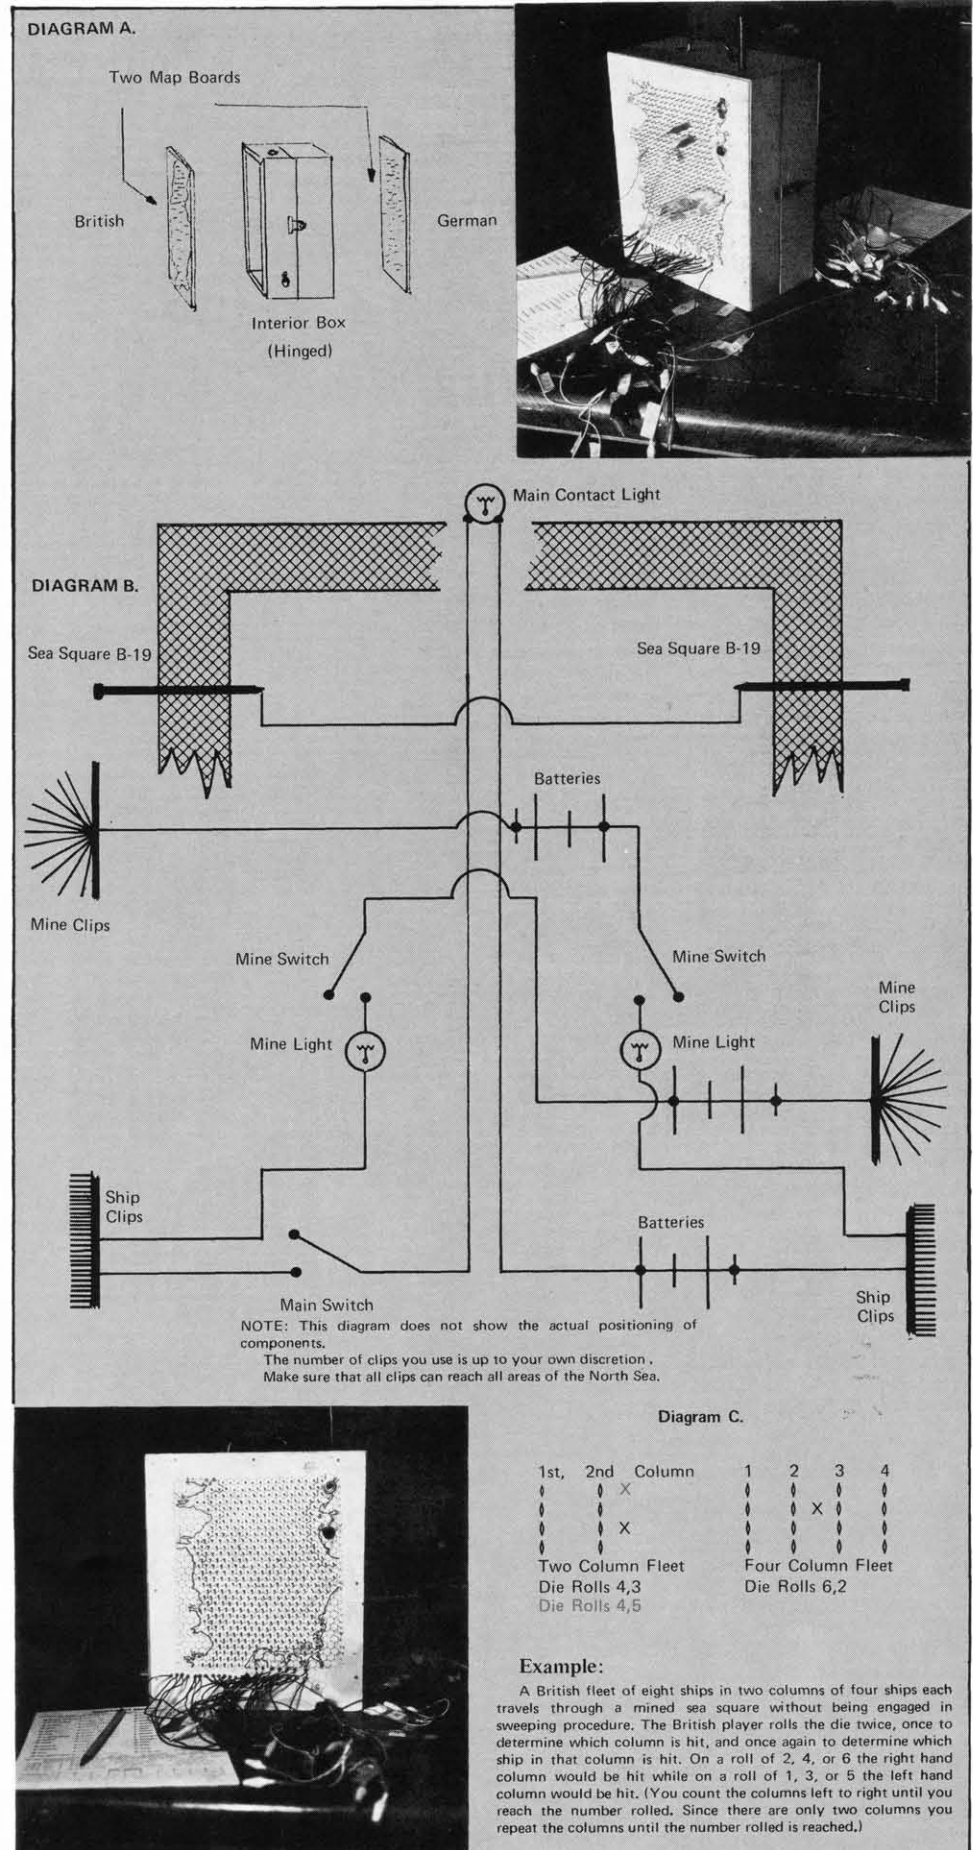 DIAGRAM A.
Two Map Boards
British
German
Interior Box
(Hinged)
Main Contact Light
DIAGRAM B.
Sea Square B-19
Sea Square B-19
Batteries
Mine Clips
Mine Switch
Mine Switch
Mine
Clips
Mine Light
Mine Light
Ship
Clips
Batteries
Main Switch
Ship
Clips
NOTE: This diagram does not show the actual positioning of
components.
The number of clips you use is up to your own discretion .
Make sure that all clips can reach all areas of the North Sea.
Diagram C.
1st, 2nd Column
1 2 3 4
X
X
X
Two Column Fleet
Die Rolls 4,3
Die Rolls 4,5
Four Column Fleet
Die Rolls 6,2
Example:
A British fleet of eight ships in two columns of four ships each
travels through a mined sea square without being engaged in
sweeping procedure. The British player rolls the die twice, once to
determine which column is hit, and once again to determine which
ship in that column is hit. On a roll of 2, 4, or 6 the right hand
column would be hit while on a roll of 1, 3, or 5 the left hand
column would be hit. (You count the columns left to right until you
reach the number rolled. Since there are only two columns you
repeat the columns until the number rolled is reached.)